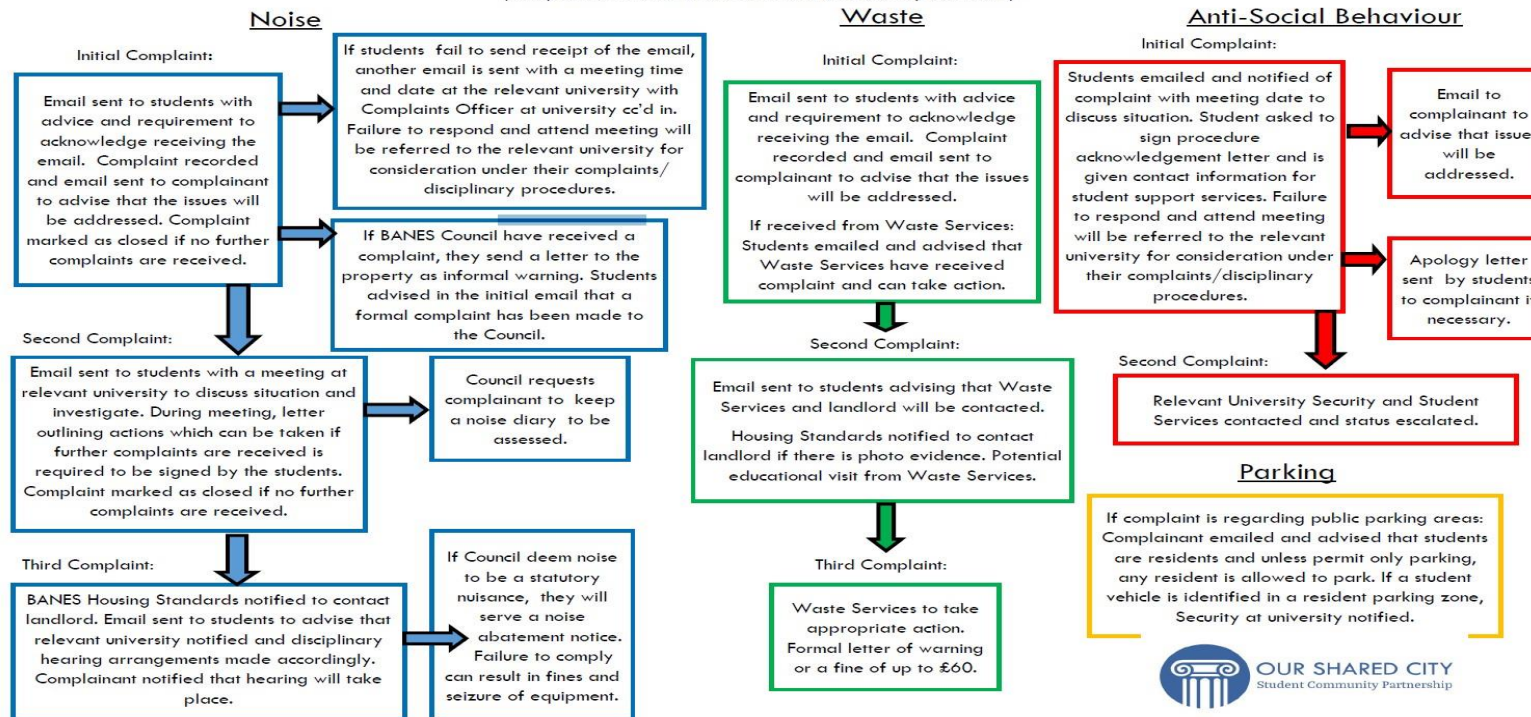 Noise
Initial Complaint:
Email sent to students with
advice and requirement to
acknowledge receiving the
email. Complaint recorded
and email sent to complainant
to advise that the issues will
be addressed. Complaint
marked as closed if no further
complaints are received.
If students fail to send receipt of the email,
another email is sent with a meeting time
and date at the relevant university with
Complaints Officer at university cc'd in.
Failure to respond and attend meeting will
be referred to the relevant university for
consideration under their complaints/
disciplinary procedures.
If BANES Council have received a
complaint, they send a letter to the
property as informal warning. Students
advised in the initial email that a
formal complaint has been made to
the Council.
Second Complaint:
Email sent to students with a meeting at
relevant university to discuss situation and
investigate. During meeting, letter
outlining actions which can be taken if
further complaints are received is
required to be signed by the students.
Complaint marked as closed if no further
complaints are received.
Council requests
complainant to keep
a noise diary to be
assessed.
Third Complaint:
BANES Housing Standards notified to contact
landlord. Email sent to students to advise that
relevant university notified and disciplinary
hearing arrangements made accordingly.
Complainant notified that hearing will take
place.
If Council deem noise
to be a statutory
nuisance, they will
serve a noise
abatement notice.
Failure to comply
can result in fines and
seizure of equipment.
Waste
Initial Complaint:
Email sent to students with advice
and requirement to acknowledge
receiving the email. Complaint
recorded and email sent to
complainant to advise that the issues
will be addressed.
If received from Waste Services:
Students emailed and advised that
Waste Services have received
complaint and can take action.
Second Complaint:
Email sent to students advising that Waste
Services and landlord will be contacted.
Housing Standards notified to contact
landlord if there is photo evidence. Potential
educational visit from Waste Services.
Third Complaint:
Waste Services to take
appropriate action.
Formal letter of warning
or a fine of up to £60.
Anti-Social Behaviour
Initial Complaint:
Students emailed and notified of
complaint with meeting date to
discuss situation. Student asked to
sign procedure
acknowledgement letter and is
given contact information for
student support services. Failure
to respond and attend meeting
will be referred to the relevant
university for consideration under
their complaints/disciplinary
procedures.
Email to
complainant to
advise that issues
will be
addressed.
Apology letter
sent by students
to complainant if
necessary.
Second Complaint:
Relevant University Security and Student
Services contacted and status escalated.
Parking
If complaint is regarding public parking areas:
Complainant emailed and advised that students
are residents and unless permit only parking,
any resident is allowed to park. If a student
vehicle is identified in a resident parking zone,
Security at university notified.
OUR SHARED CITY
Student Community Partnership